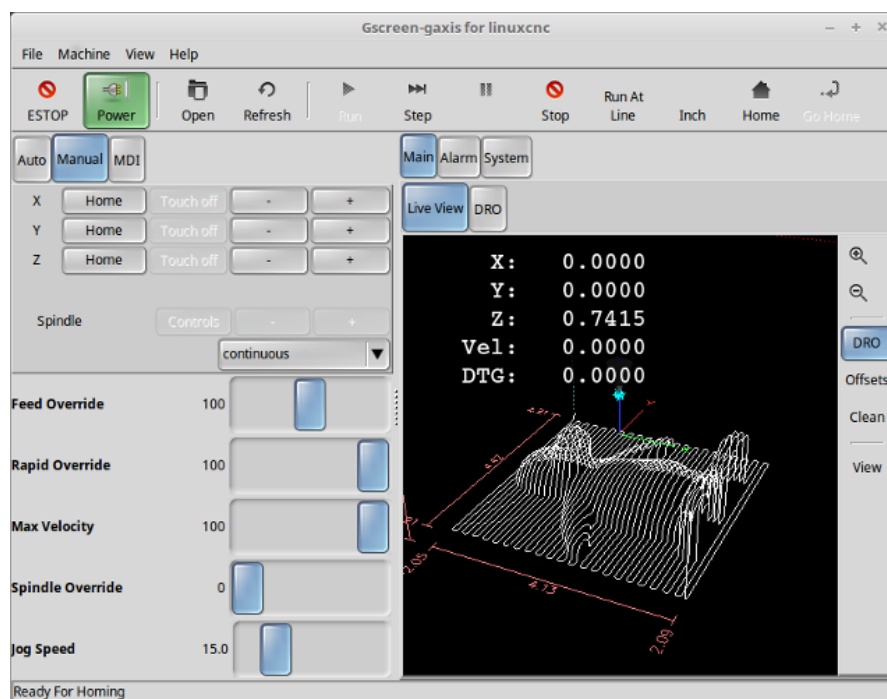 Gscreen-gaxis for linuxcnc
File Machine View Help
ESTOP Power Open Refresh Run Step Stop Run At Line Inch Home Go Home
Auto Manual MDI
Main Alarm System
X Home Touch off - +
Y Home Touch off - +
Z Home Touch off - +
Spindle Controls - +
continuous
Feed Override 100
Rapid Override 100
Max Velocity 100
Spindle Override 0
Jog Speed 15.0
Live View DRO
X: 0.0000
Y: 0.0000
Z: 0.7415
Vel: 0.0000
DTG: 0.0000
2.05
4.13
2.09
DRO
Offsets
Clean
View
Ready For Homing